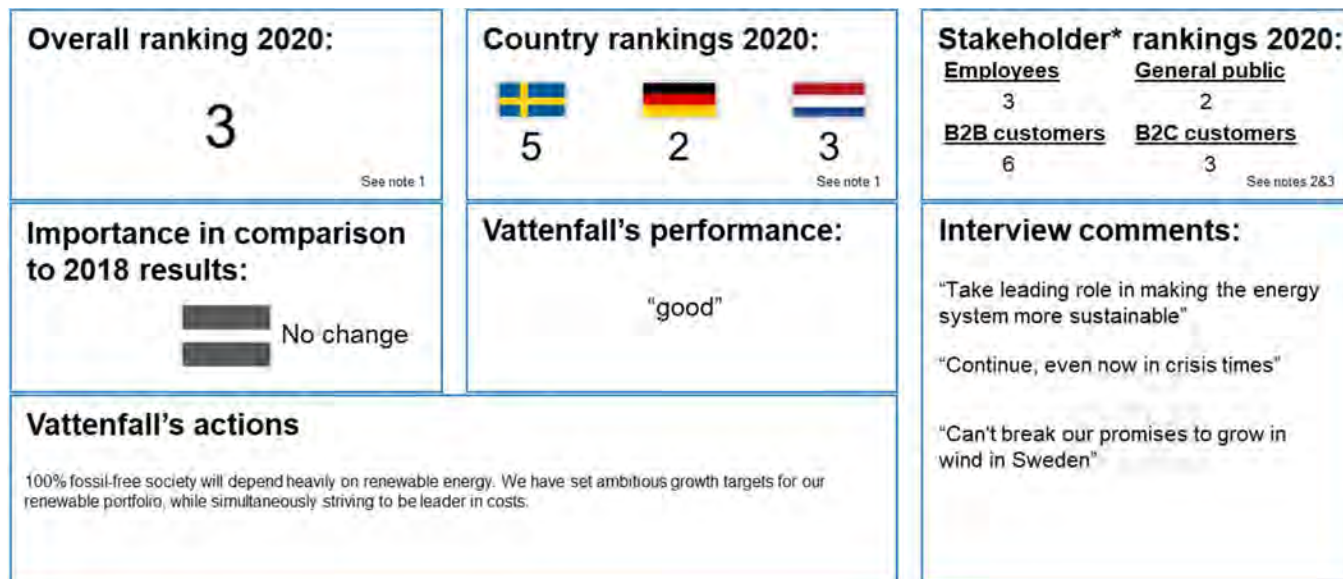 Overall ranking 2020:
3
See note 1
Country rankings 2020:
5 2 3
See note 1
Stakeholder* rankings 2020:
Employees General public
3 2
B2B customers B2C customers
6 3
See notes 2&3
Importance in comparison
to 2018 results:
No change
Vattenfall's performance:
"good"
Interview comments:
"Take leading role in making the energy
system more sustainable"
"Continue, even now in crisis times"
"Can't break our promises to grow in
wind in Sweden"
Vattenfall's actions
100% fossil-free society will depend heavily on renewable energy. We have set ambitious growth targets for our
renewable portfolio, while simultaneously striving to be leader in costs.